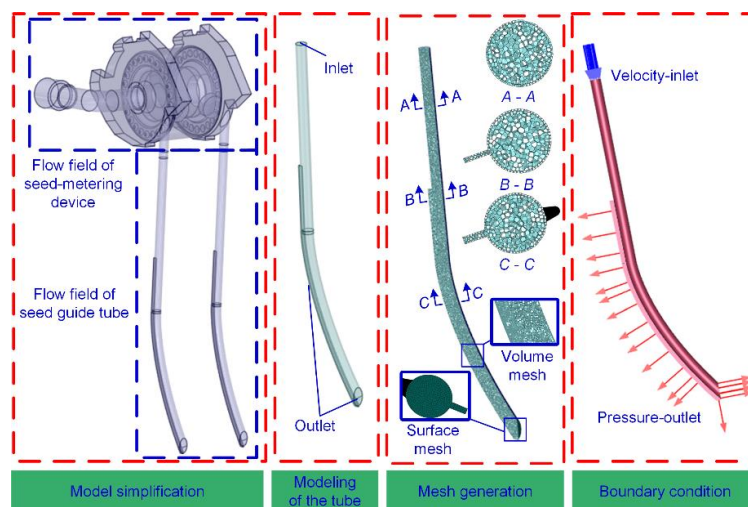 Flow field of
seed-metering
device
Flow field of
seed guide tube
Model simplification
Inlet
Outlet
Modeling
of the tube
A
A
A - A
B
B
B - B
C
C
C - C
Volume
mesh
Surface
mesh
Mesh generation
Velocity-inlet
Pressure-outlet
Boundary condition